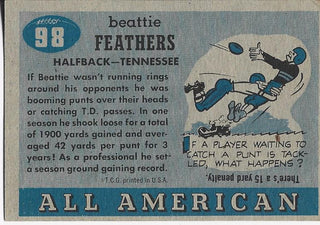 98
beattie
FEATHERS
HALFBACK—TENNESSEE
If Beattie wasn't running rings
around his opponents he was
booming punts over their heads
or catching T.D. passes. In one
season he shook loose for a total
of 1900 yards gained and aver-
aged 42 yards per punt for 3
years! As a professional he set
a season ground gaining record.
©T.C.G. printed in U.S.A.
IF A PLAYER WAITING TO
CATCH A PUNT IS TACK-
LED, WHAT HAPPENS?
There's a 15 yard penalty.
ALL AMERICAN